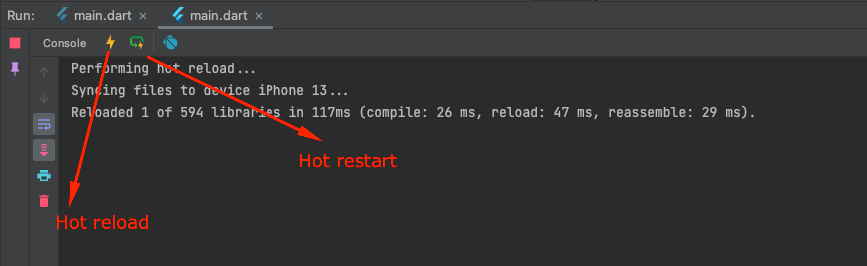 Run: main.dart × main.dart ×
Console
Performing hot reload...
Syncing files to device iPhone 13...
Reloaded 1 of 594 libraries in 117ms (compile: 26 ms, reload: 47 ms, reassemble: 29 ms).
Hot restart
Hot reload